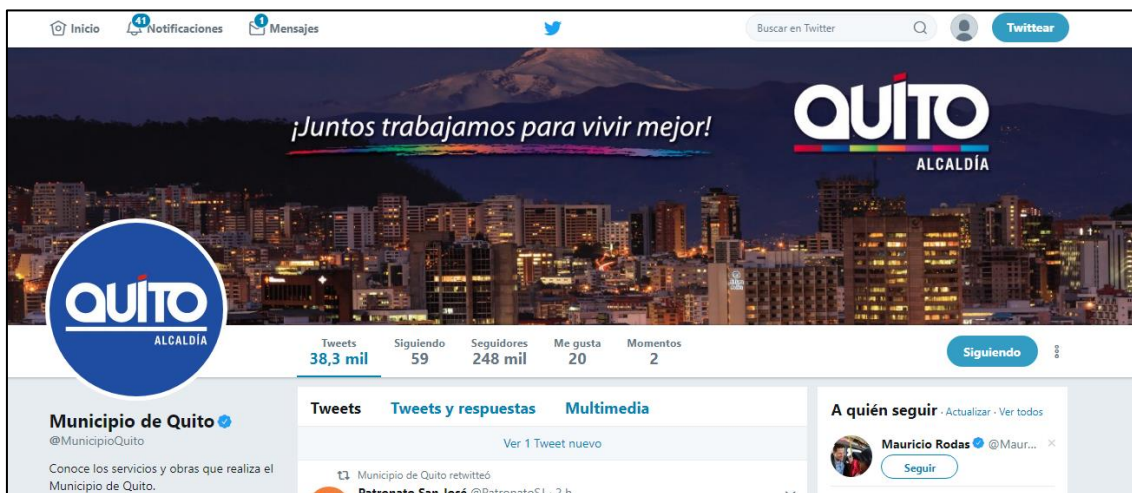 Inicio 41 Notificaciones 1 Mensajes Buscar en Twitter Twittear
¡Juntos trabajamos para vivir mejor!
QUITO
ALCALDÍA
QUITO
ALCALDÍA
Tweets Siguiendo Seguidores Me gusta Momentos
38,3 mil 59 248 mil 20 2
Siguiendo
Municipio de Quito
@MunicipioQuito
Conoce los servicios y obras que realiza el
Municipio de Quito.
Tweets Tweets y respuestas Multimedia
Ver 1 Tweet nuevo
Municipio de Quito retwitteó
Patronato San José @PatronatoSJ · 2 h
A quién seguir · Actualizar · Ver todos
Mauricio Rodas @Maur... ×
Seguir